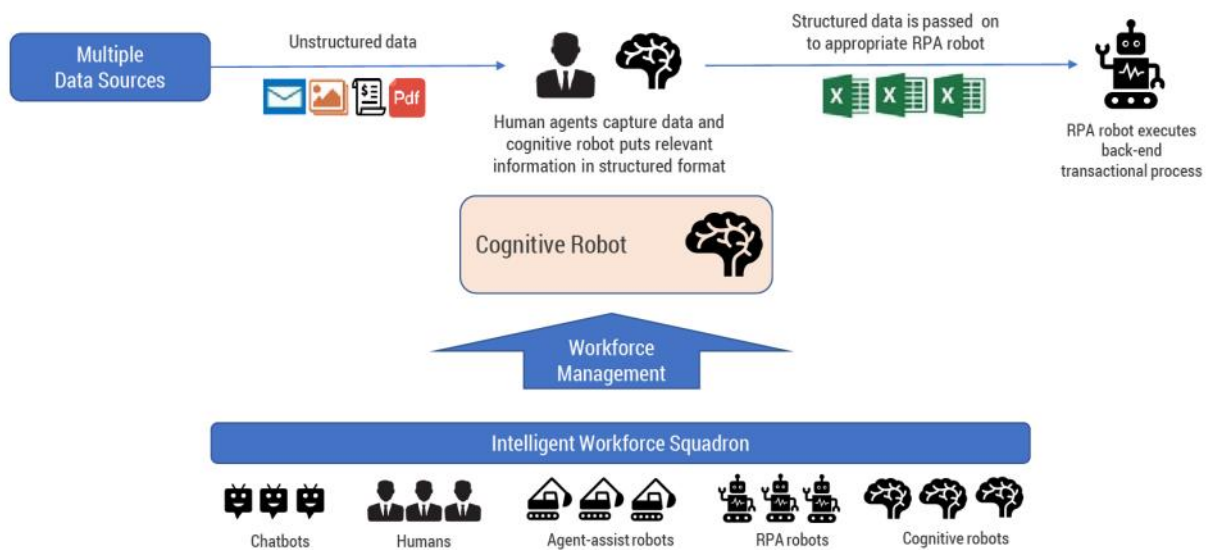 Multiple
Data Sources
Unstructured data
Pdf
$
Human agents capture data and
cognitive robot puts relevant
information in structured format
Structured data is passed on
to appropriate RPA robot
X
X
X
RPA robot executes
back-end
transactional process
Cognitive Robot
Workforce
Management
Intelligent Workforce Squadron
Chatbots
Humans
Agent-assist robots
RPA robots
Cognitive robots